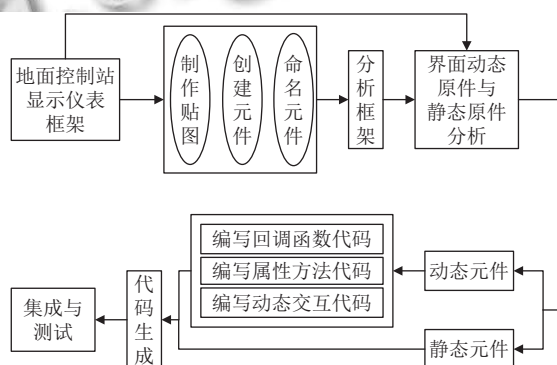 地面控制站
显示仪表
框架
制作贴图
创建元件
命名元件
分析框架
界面动态
原件与
静态原件
分析
编写回调函数代码
编写属性方法代码
编写动态交互代码
动态元件
静态元件
代码生成
集成与
测试